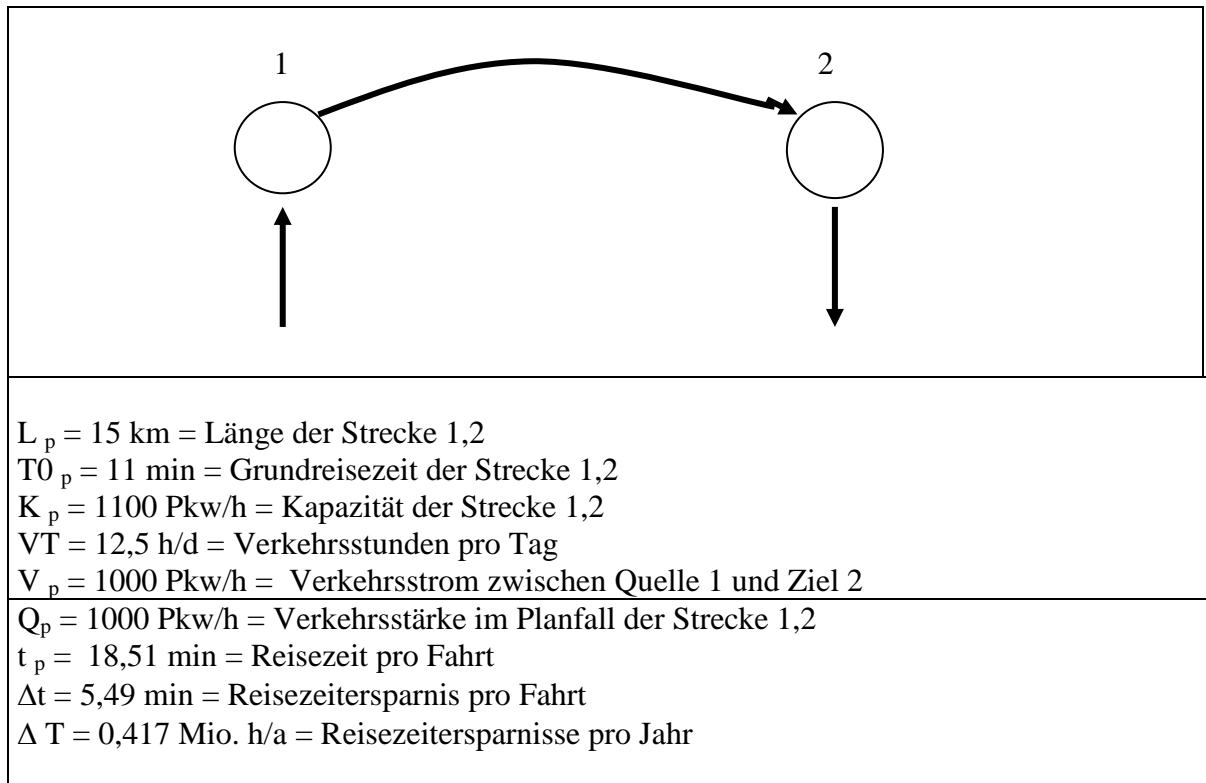 1 2
L p = 15 km = Länge der Strecke 1,2
T0 p = 11 min = Grundreisezeit der Strecke 1,2
K p = 1100 Pkw/h = Kapazität der Strecke 1,2
VT = 12,5 h/d = Verkehrsstunden pro Tag
V p = 1000 Pkw/h = Verkehrsstrom zwischen Quelle 1 und Ziel 2
Qp = 1000 Pkw/h = Verkehrsstärke im Planfall der Strecke 1,2
t p = 18,51 min = Reisezeit pro Fahrt
Δt = 5,49 min = Reisezeitersparnis pro Fahrt
Δ T = 0,417 Mio. h/a = Reisezeitersparnisse pro Jahr